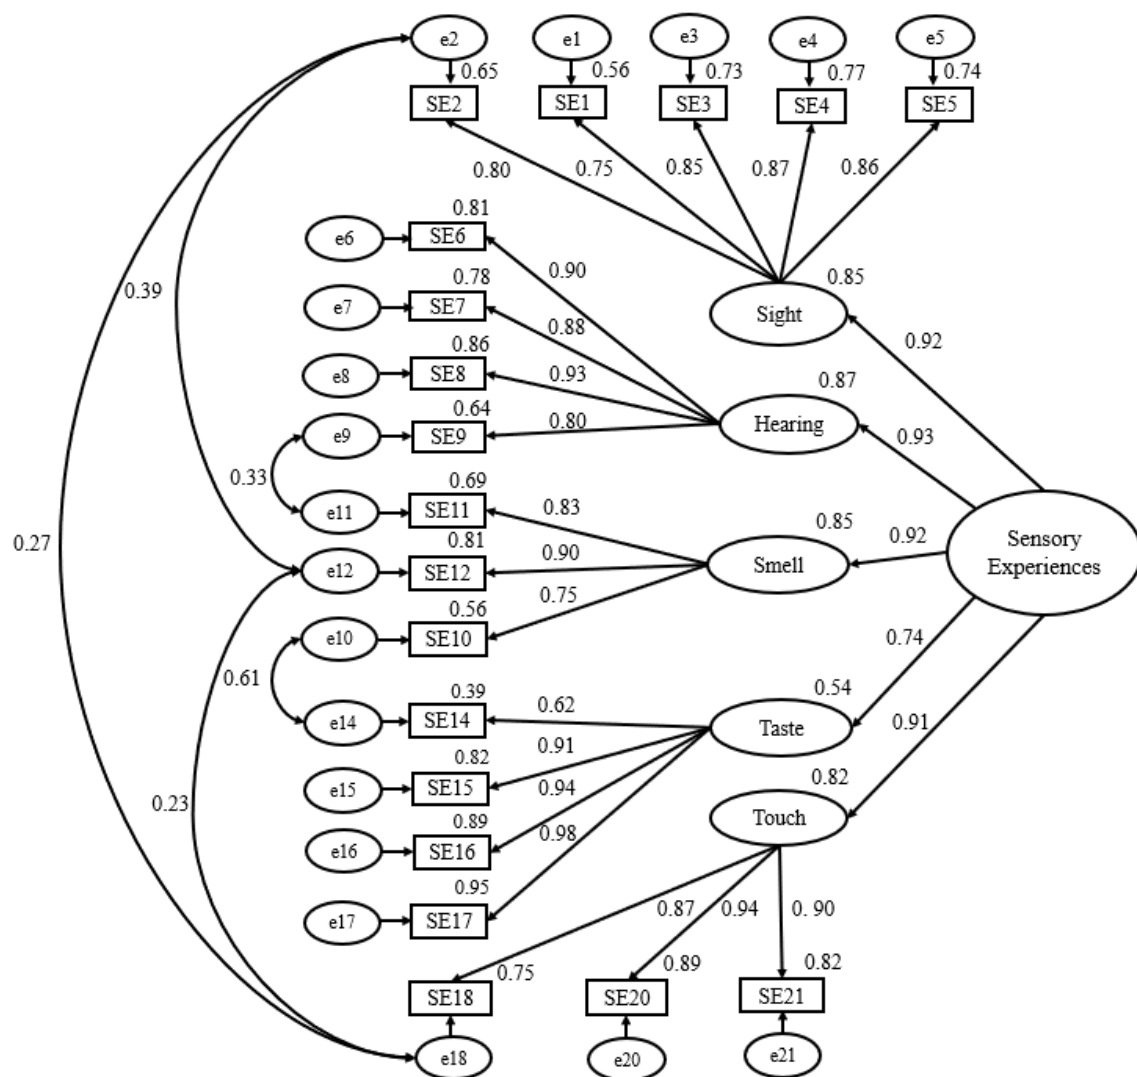 e2
e1
e3
e4
e5
0.65
0.56
0.73
0.77
0.74
SE2
SE1
SE3
SE4
SE5
0.80
0.75
0.85
0.87
0.86
0.81
e6
SE6
0.90
0.39
0.78
0.85
e7
SE7
0.88
Sight
0.86
0.92
e8
SE8
0.93
0.87
0.64
e9
SE9
0.80
Hearing
0.93
0.33
0.69
e11
SE11
0.83
0.85
0.27
0.81
0.92
Sensory
Experiences
e12
SE12
0.90
Smell
0.56
0.75
e10
SE10
0.74
0.61
0.39
0.54
e14
SE14
0.62
Taste
0.91
0.82
0.91
e15
SE15
0.94
0.82
0.23
0.89
Touch
e16
SE16
0.98
0.95
e17
SE17
0.87
0.94
0. 90
0.75
0.89
0.82
SE18
SE20
SE21
e18
e20
e21